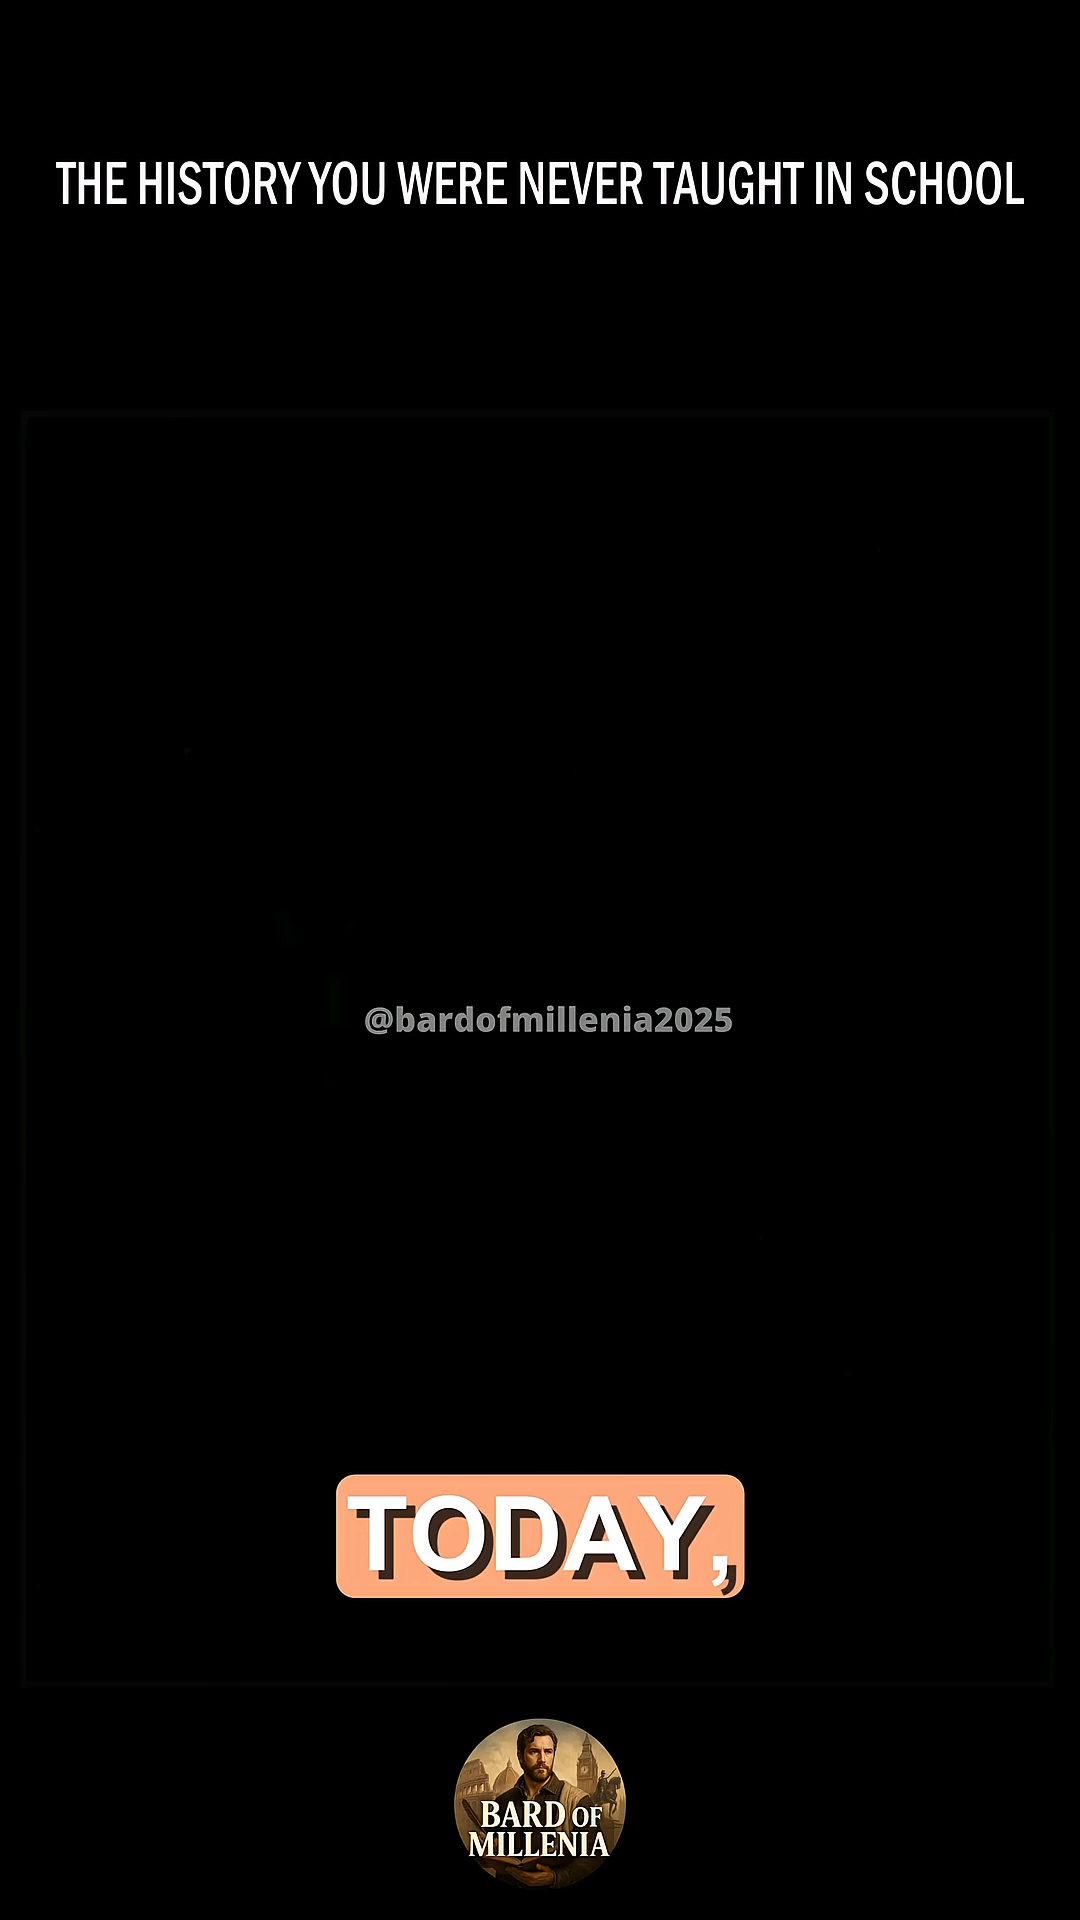 THE HISTORY YOU WERE NEVER TAUGHT IN SCHOOL
@bardofmillenia2025
TODAY,
BARD OF
MILLENIA